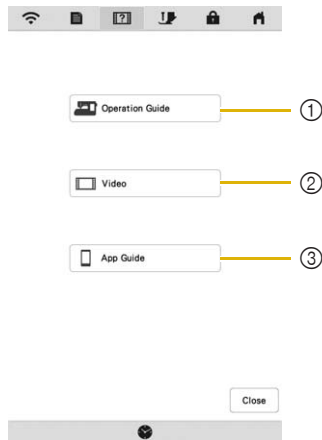 ?
Operation Guide
①
Video
②
App Guide
③
Close